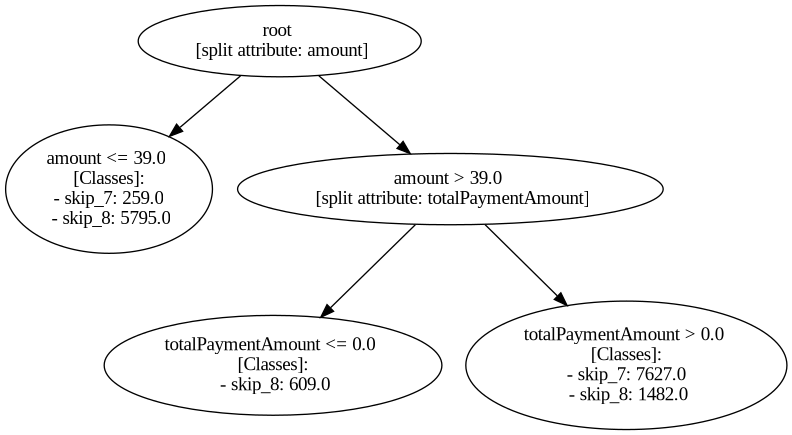 root
[split attribute: amount]
amount <= 39.0
[Classes]:
- skip_7: 259.0
- skip_8: 5795.0
amount > 39.0
[split attribute: totalPaymentAmount]
totalPaymentAmount <= 0.0
[Classes]:
- skip_8: 609.0
totalPaymentAmount > 0.0
[Classes]:
- skip_7: 7627.0
- skip_8: 1482.0